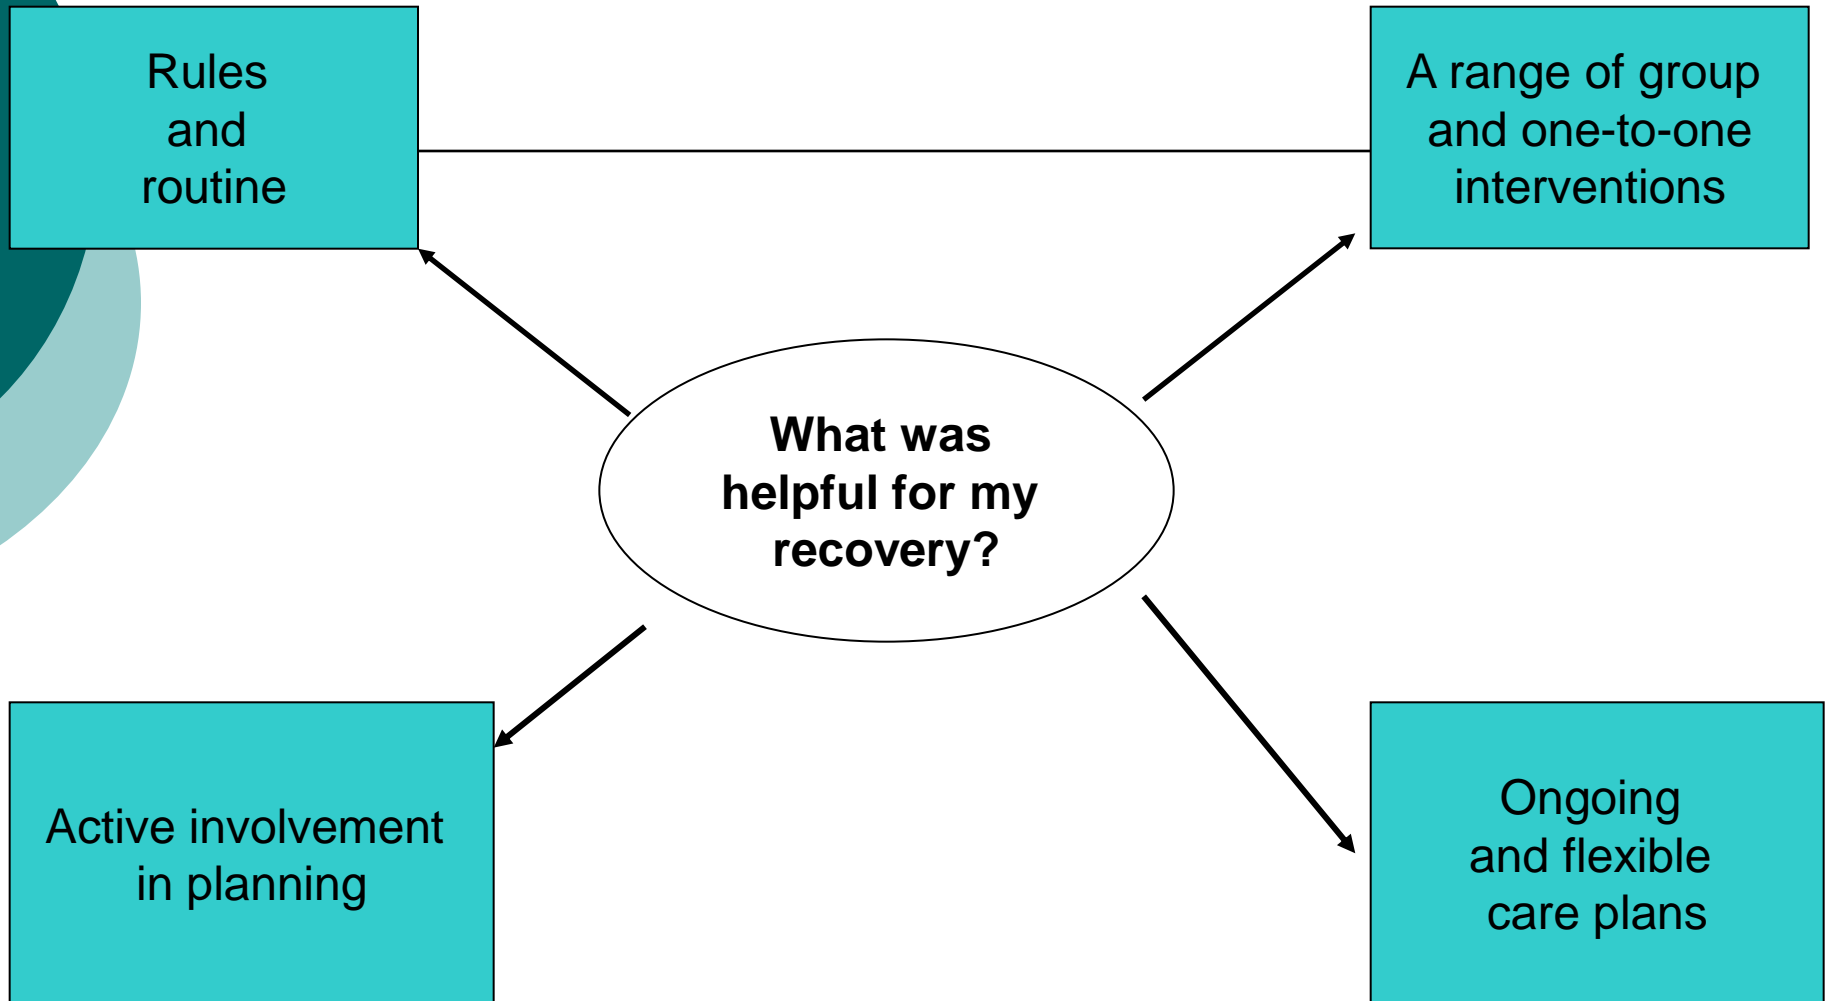 Rules
and
routine
A range of group
and one-to-one
interventions
What was
helpful for my
recovery?
Active involvement
in planning
Ongoing
and flexible
care plans